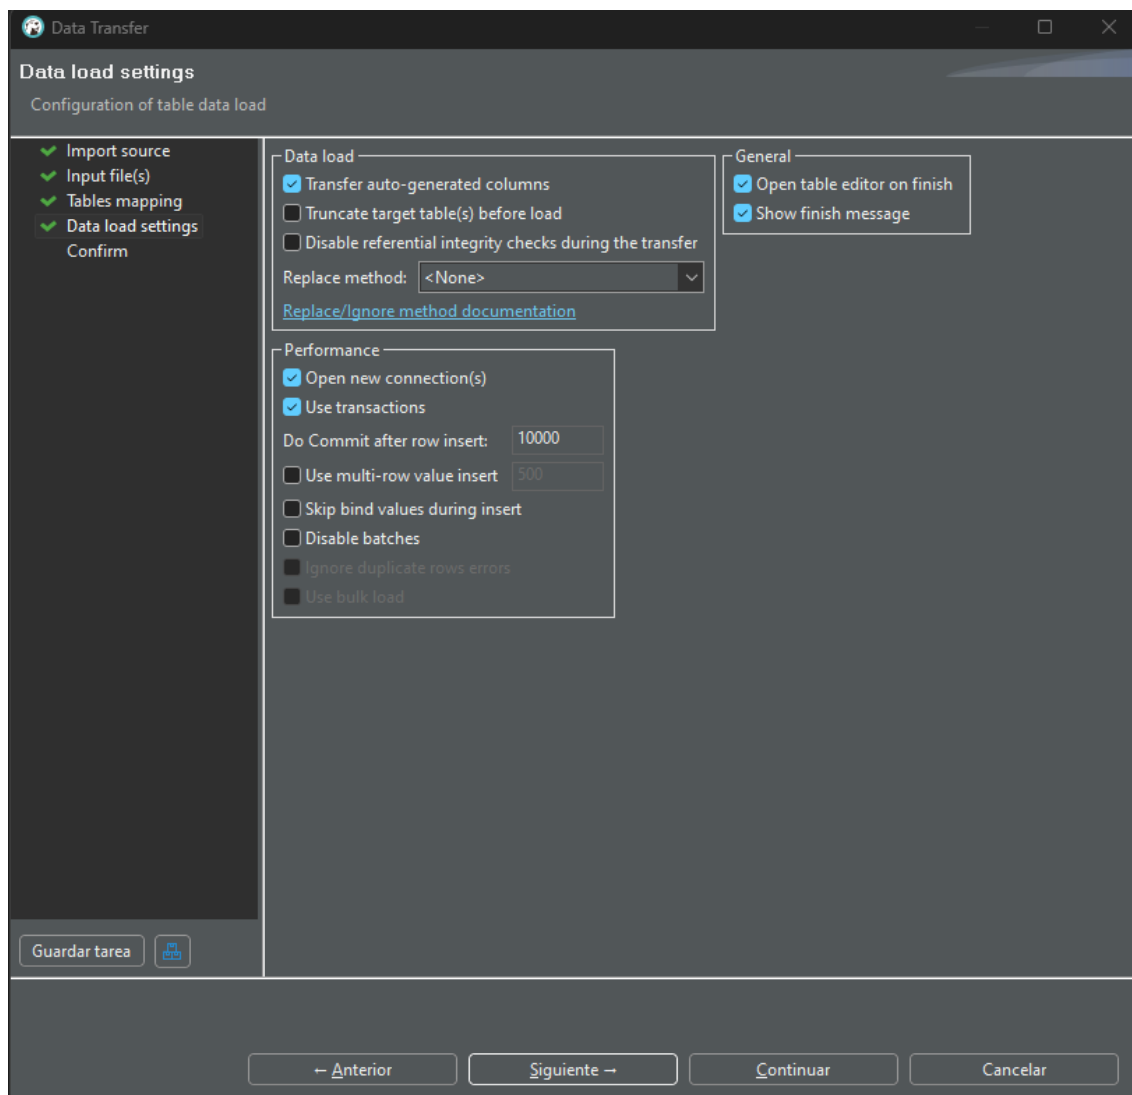 Data Transfer
Data load settings
Configuration of table data load
Import source
Input file(s)
Tables mapping
Data load settings
Confirm
Data load
Transfer auto-generated columns
Truncate target table(s) before load
Disable referential integrity checks during the transfer
Replace method: <None>
Replace/Ignore method documentation
General
Open table editor on finish
Show finish message
Performance
Open new connection(s)
Use transactions
Do Commit after row insert: 10000
Use multi-row value insert 500
Skip bind values during insert
Disable batches
Ignore duplicate rows errors
Use bulk load
Guardar tarea
← Anterior
Siguiente →
Continuar
Cancelar